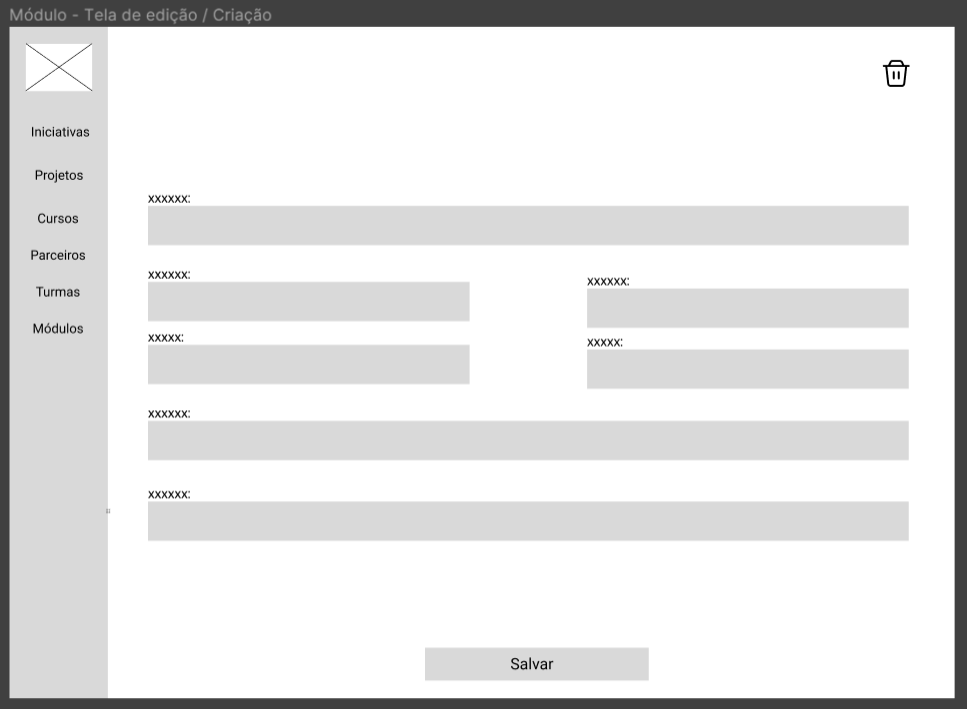 Módulo - Tela de edição / Criação
Iniciativas
Projetos
Cursos
Parceiros
Turmas
Módulos
xxxxxx:
xxxxxx:
xxxxxx:
xxxxx:
xxxxx:
xxxxxx:
xxxxxx:
Salvar